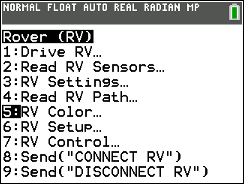 NORMAL FLOAT AUTO REAL RADIAN MP
Rover (RV)
1:Drive RV…
2:Read RV Sensors…
3:RV Settings…
4:Read RV Path…
5:RV Color…
6:RV Setup…
7:RV Control…
8:Send("CONNECT RV")
9:Send("DISCONNECT RV")